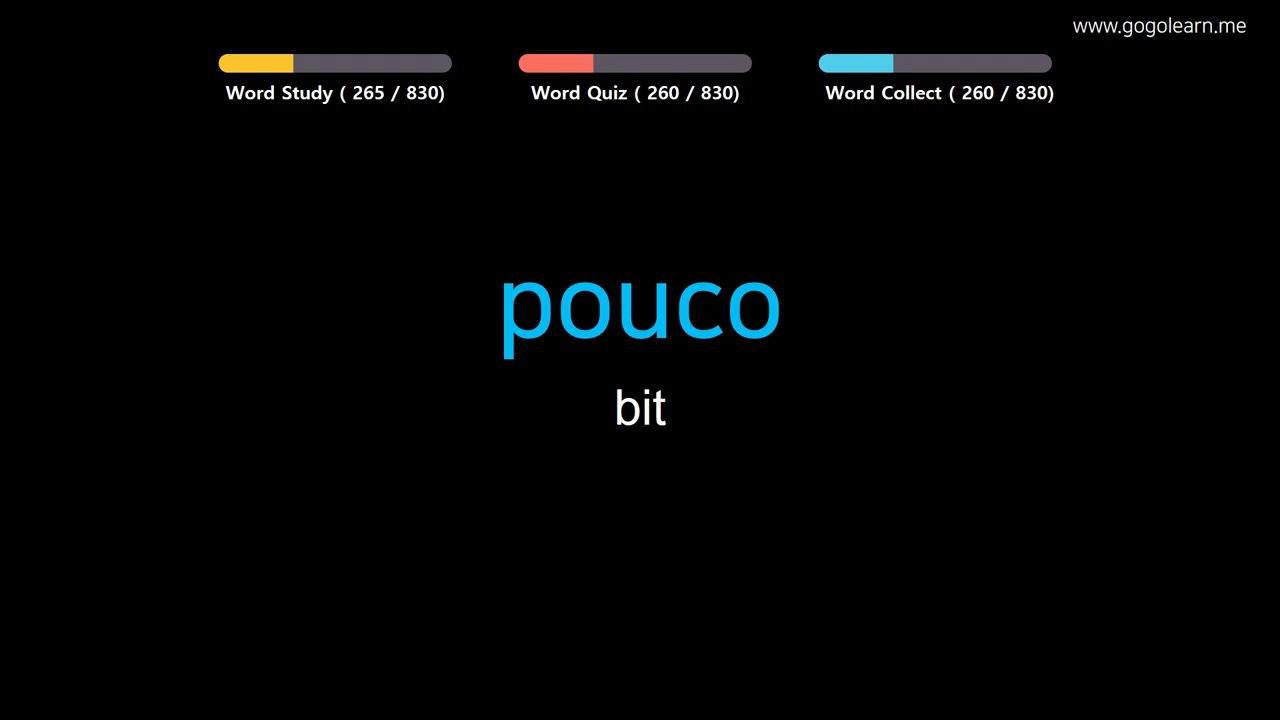 www.gogolearn.me
Word Study ( 265 / 830)
Word Quiz ( 260 / 830)
Word Collect ( 260 / 830)
pouco
bit